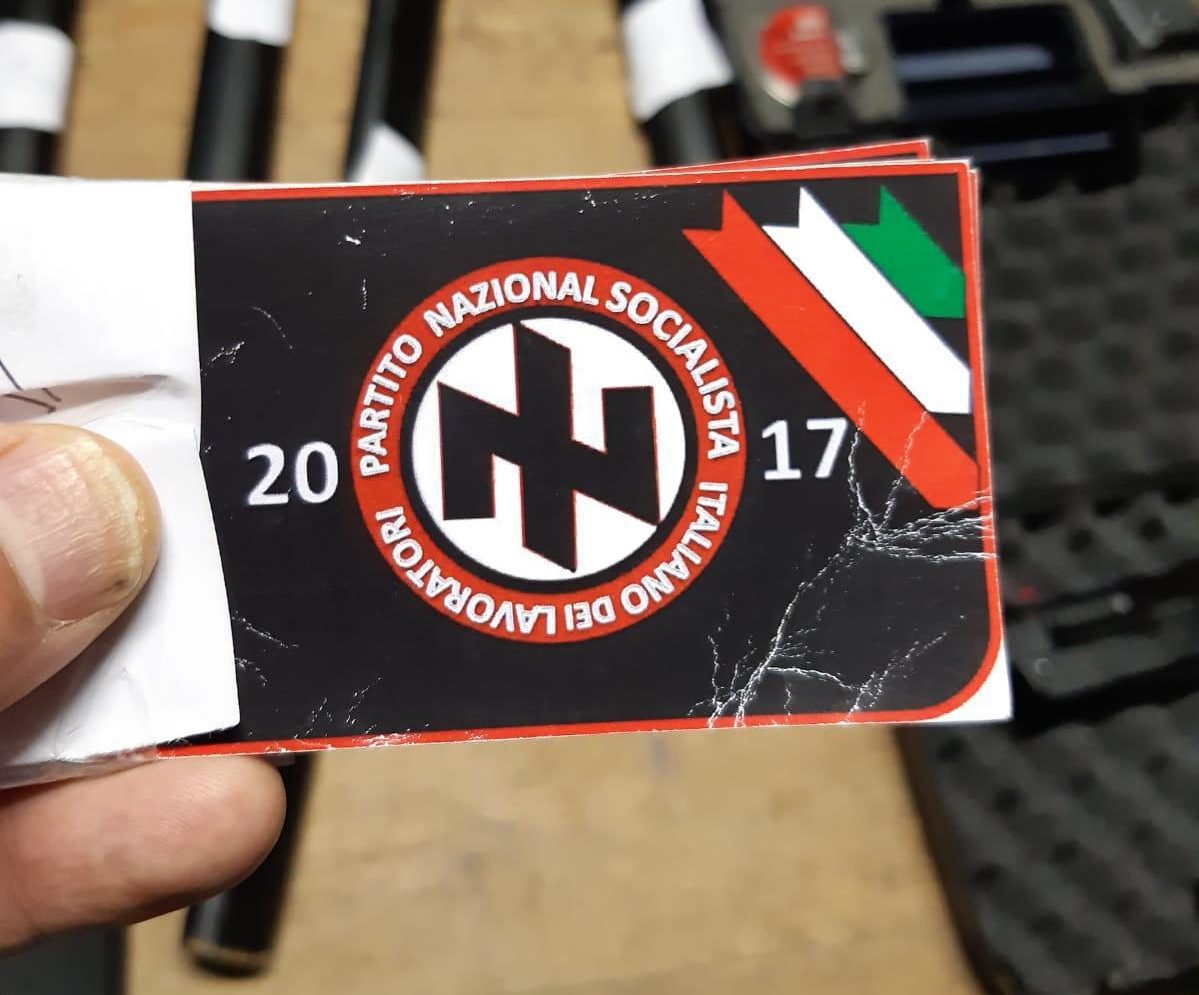 PARTITO NAZIONAL SOCIALISTA
ITALIANO DEI LAVORATORI
20 17